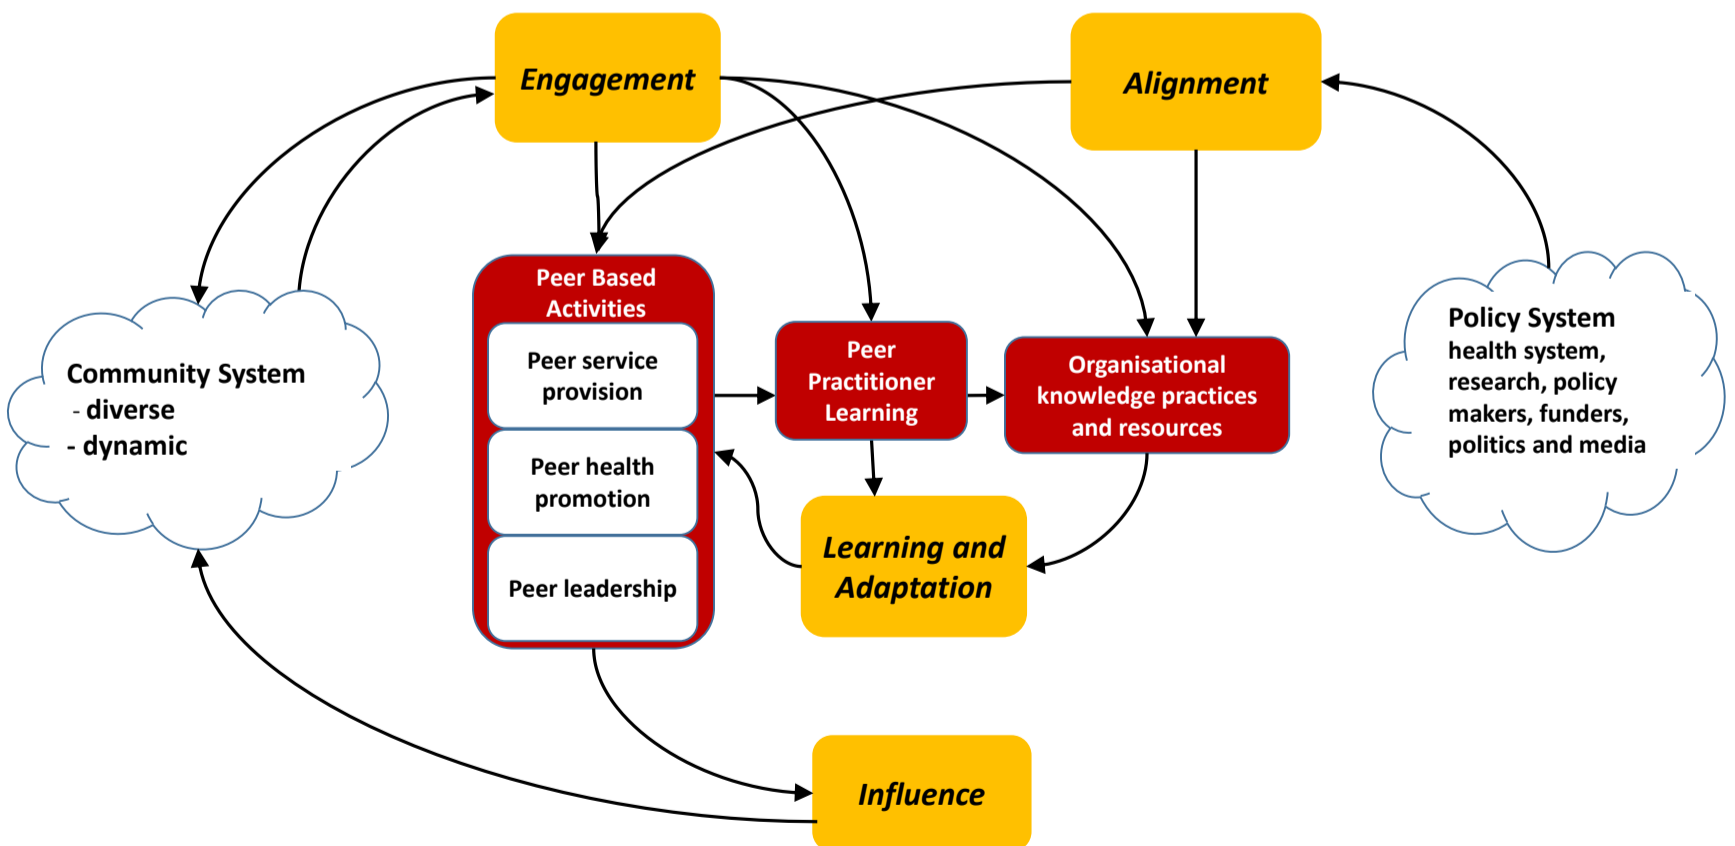 Engagement
Alignment
Community System
- diverse
- dynamic
Peer Based
Activities
Peer service
provision
Peer health
promotion
Peer leadership
Peer
Practitioner
Learning
Organisational
knowledge practices
and resources
Policy System
health system,
research, policy
makers, funders,
politics and media
Learning and
Adaptation
Influence